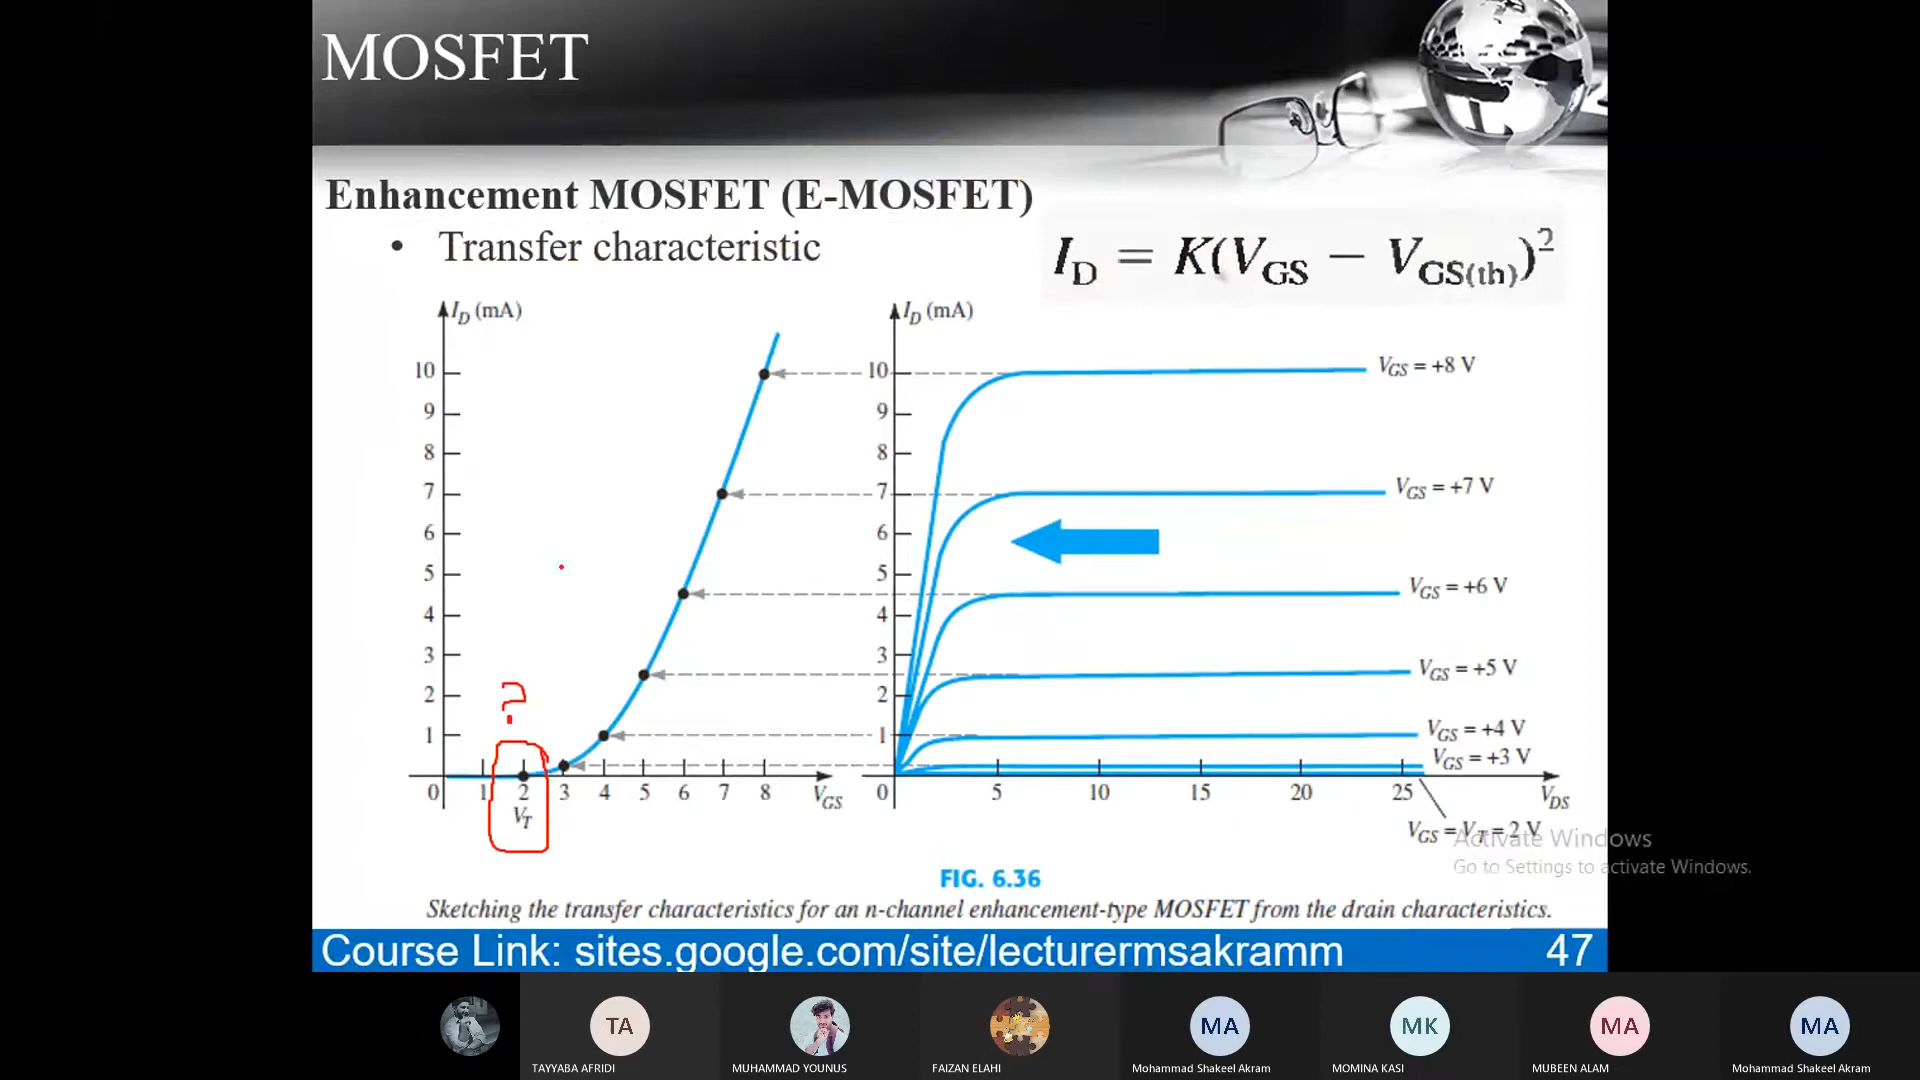 MOSFET
Enhancement MOSFET (E-MOSFET)
• Transfer characteristic
I_D = K(V_GS − V_GS(th))²
I_D (mA)
10
9
8
7
6
5
4
3
2
1
0 1 2 3 4 5 6 7 8 V_GS
V_T
?
I_D (mA)
10
9
8
7
6
5
4
3
2
1
0 5 10 15 20 25 V_DS
V_GS = +8 V
V_GS = +7 V
V_GS = +6 V
V_GS = +5 V
V_GS = +4 V
V_GS = +3 V
V_GS = V_T = 2 V
Activate Windows
Go to Settings to activate Windows.
FIG. 6.36
Sketching the transfer characteristics for an n-channel enhancement-type MOSFET from the drain characteristics.
Course Link: sites.google.com/site/lecturermsakramm 47
TA MA MK MA MA
TAYYABA AFRIDI MUHAMMAD YOUNUS FAIZAN ELAHI Mohammad Shakeel Akram MOMINA KASI MUBEEN ALAM Mohammad Shakeel Akram